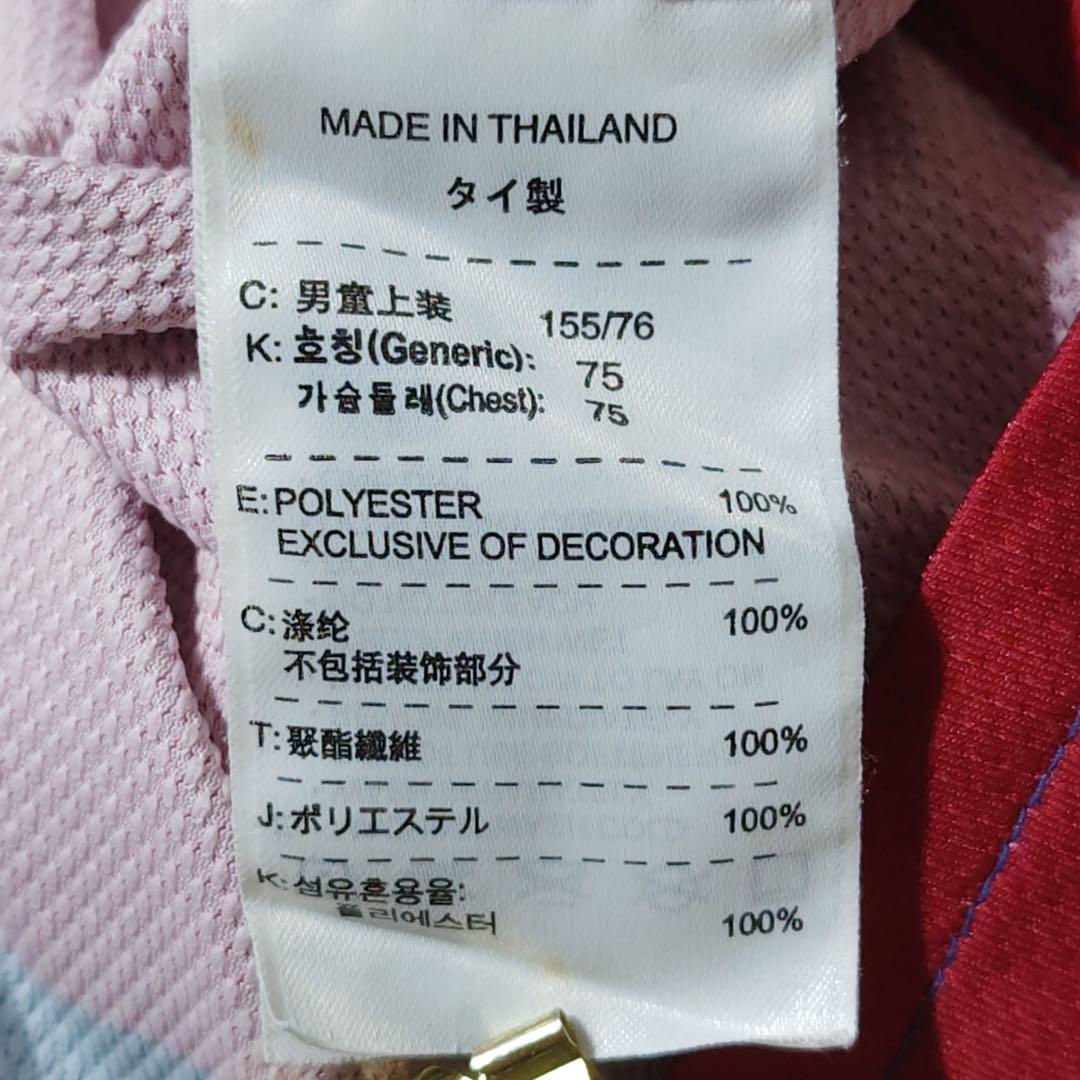 MADE IN THAILAND
タイ製
C: 男童上装 155/76
K: 호칭(Generic): 75
가슴둘레(Chest): 75
E: POLYESTER 100%
EXCLUSIVE OF DECORATION
C: 涤纶 100%
不包括装饰部分
T: 聚酯纖維 100%
J: ポリエステル 100%
K: 섬유혼용율:
폴리에스터 100%